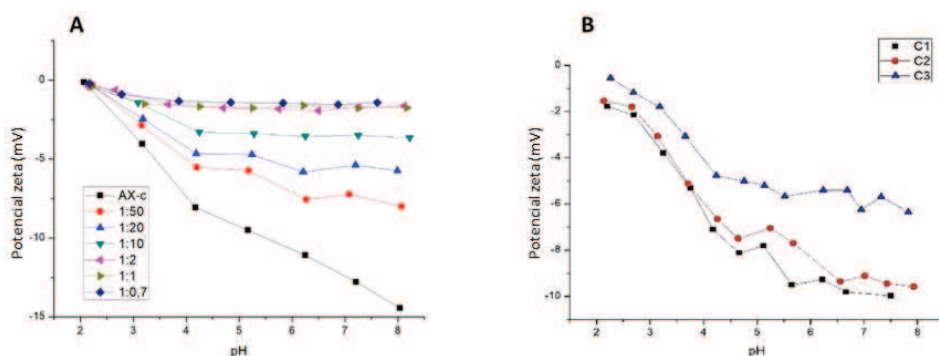 A
Potencial zeta (mV)
0
-5
-10
-15
2 3 4 5 6 7 8
pH
AX-c
1:50
1:20
1:10
1:2
1:1
1:0,7
B
C1
C2
C3
Potencial zeta (mV)
0
-2
-4
-6
-8
-10
2 3 4 5 6 7 8
pH